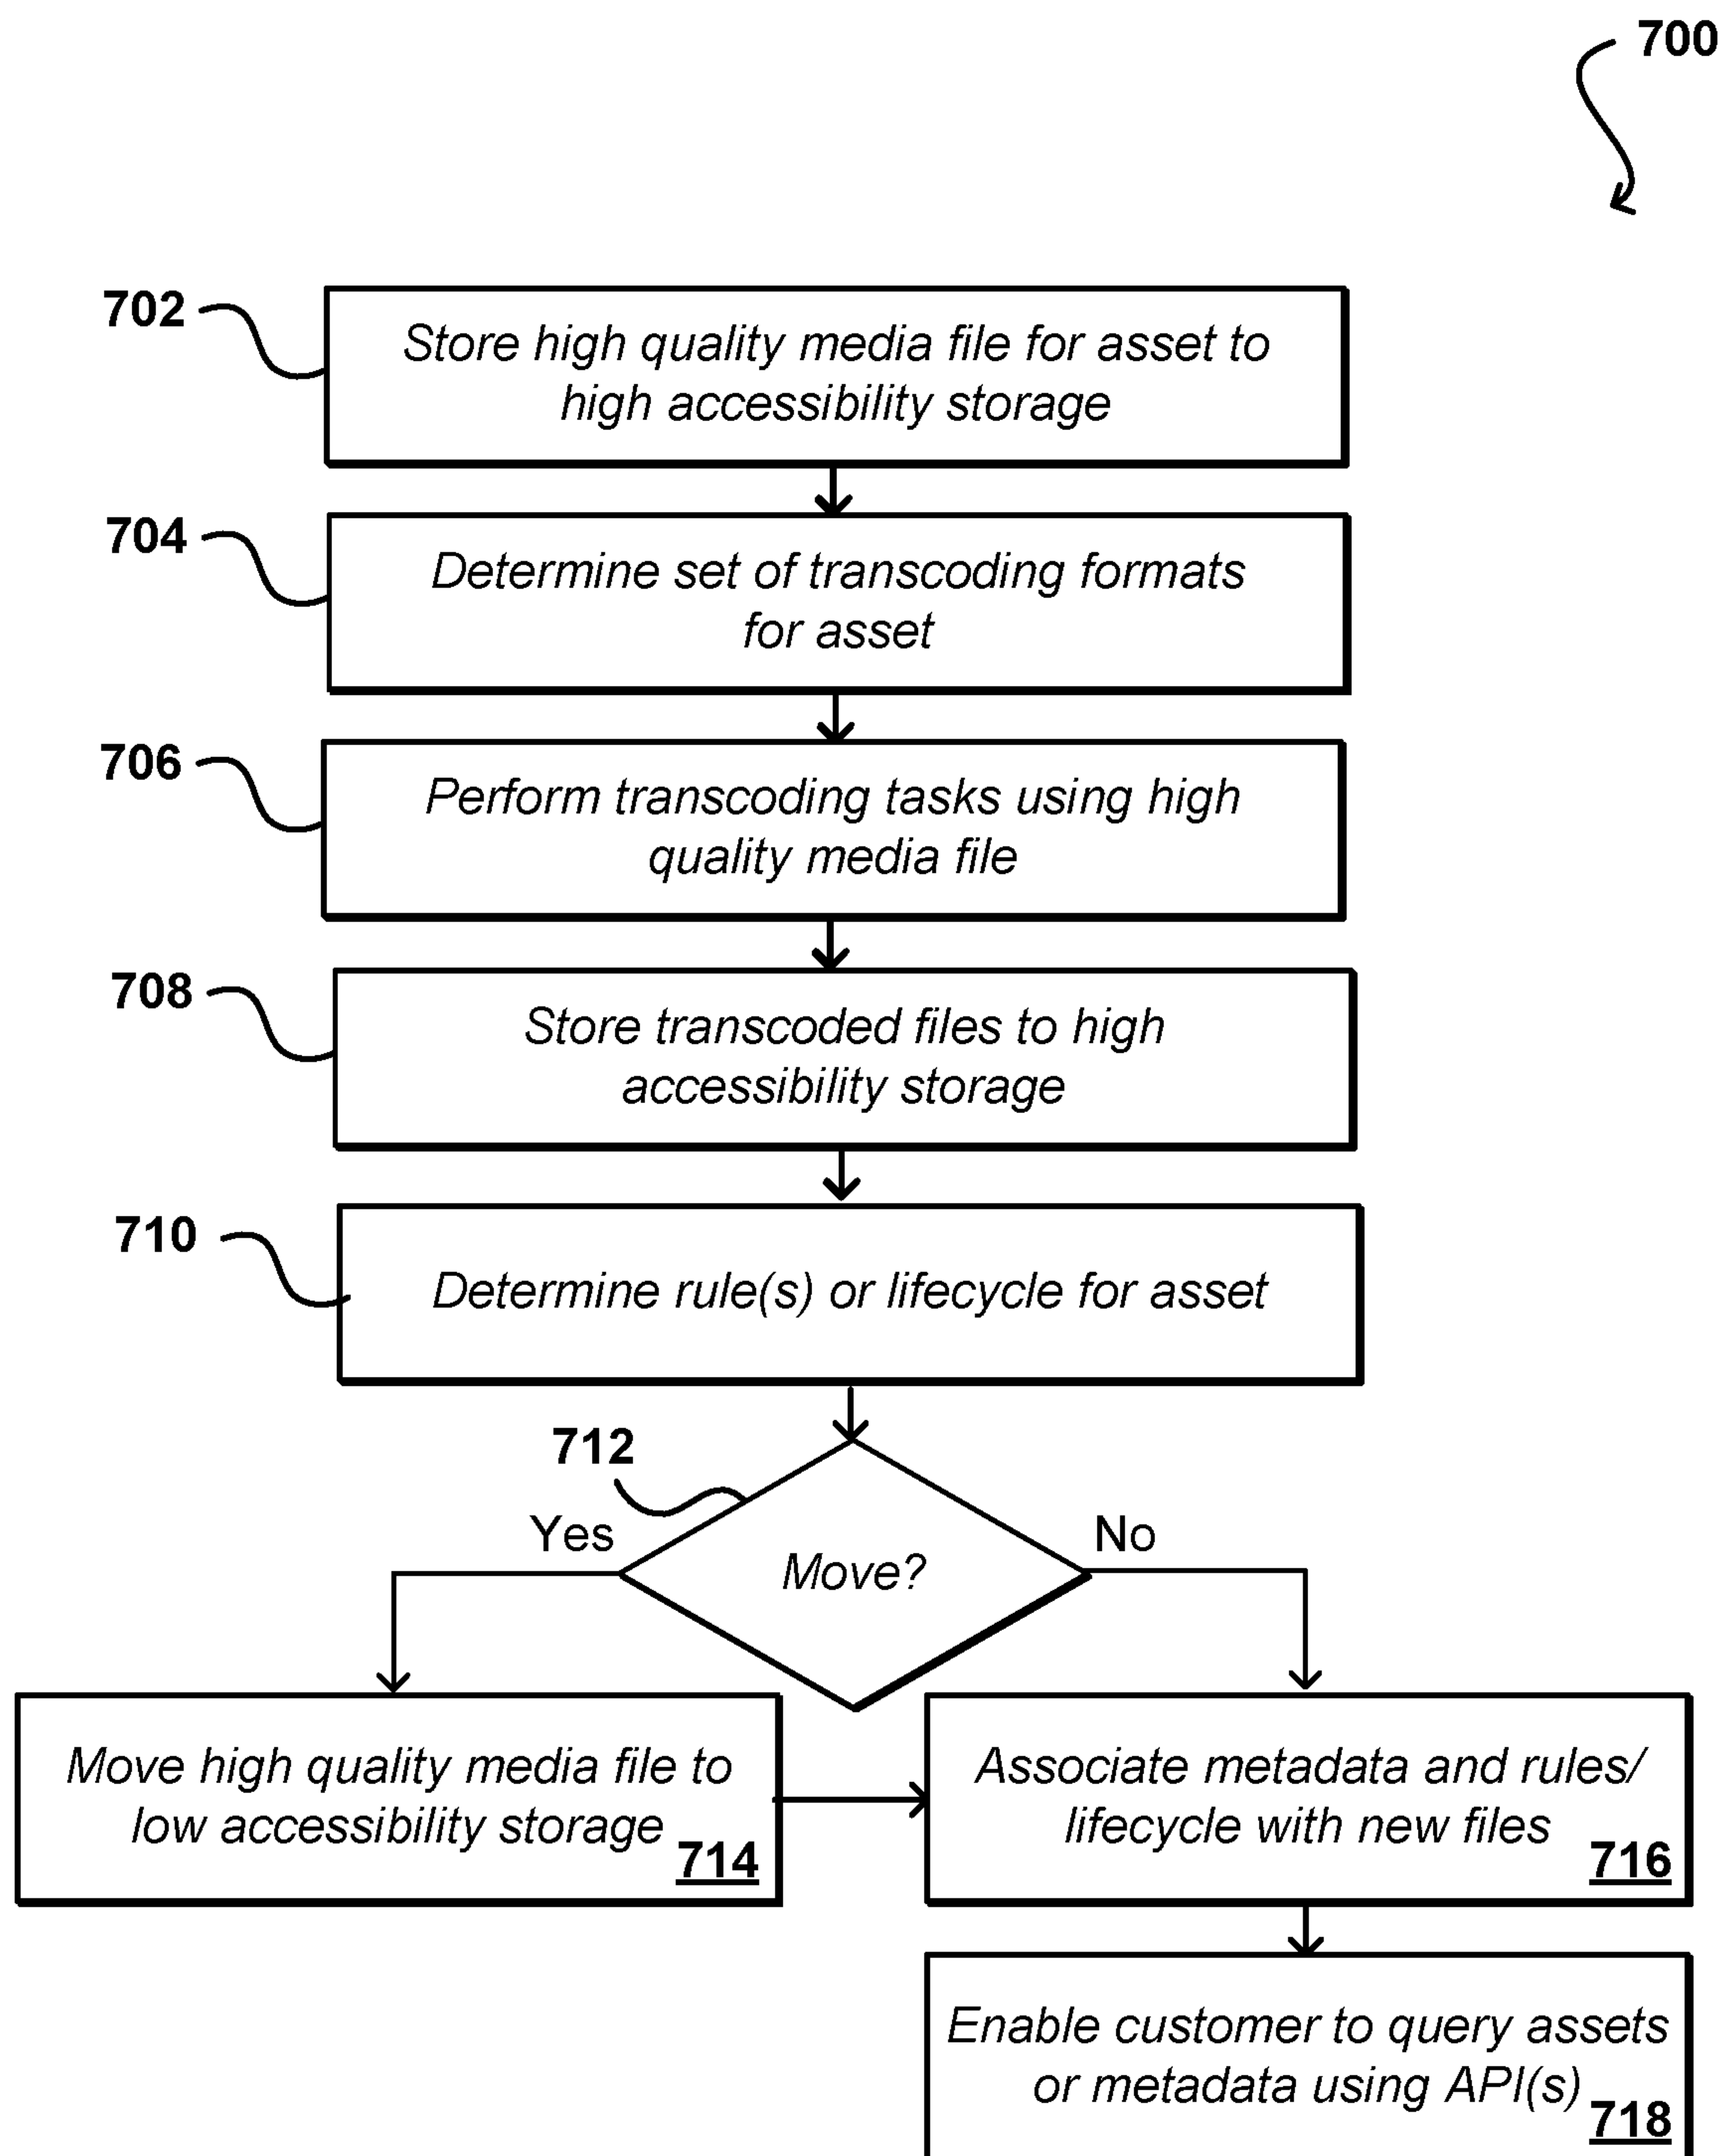 700
702
Store high quality media file for asset to
high accessibility storage
704
Determine set of transcoding formats
for asset
706
Perform transcoding tasks using high
quality media file
708
Store transcoded files to high
accessibility storage
710
Determine rule(s) or lifecycle for asset
712
Yes
Move?
No
Move high quality media file to
low accessibility storage
714
Associate metadata and rules/
lifecycle with new files
716
Enable customer to query assets
or metadata using API(s)
718